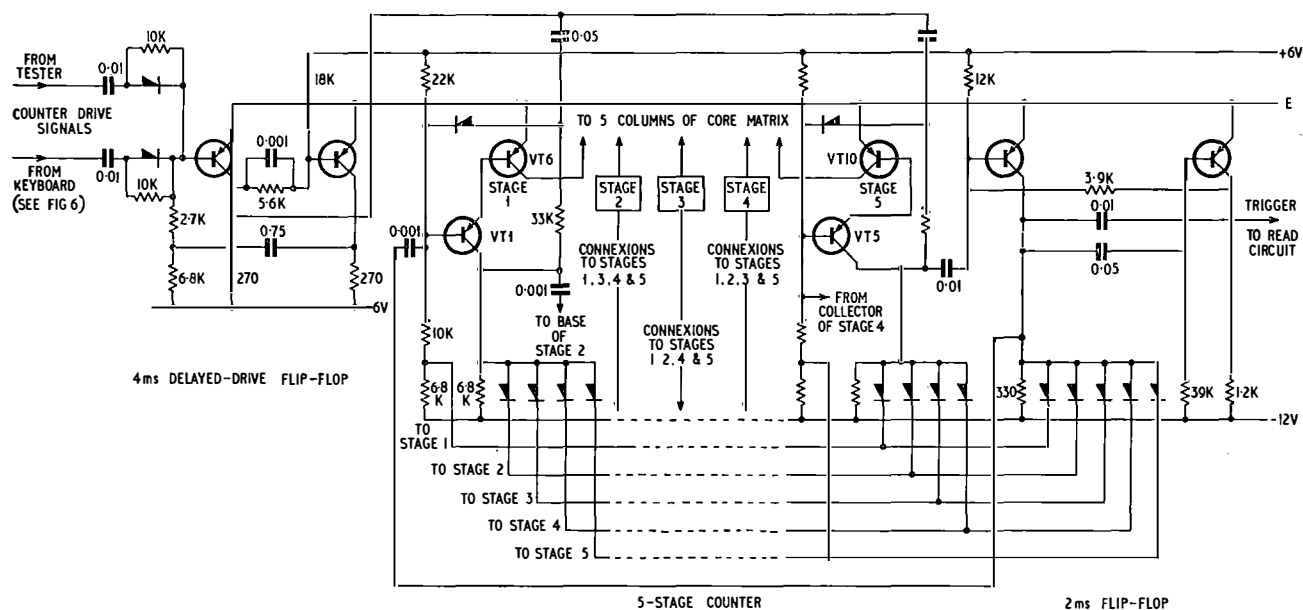 10K
FROM
TESTER
0·01
COUNTER DRIVE
SIGNALS
FROM
KEYBOARD
(SEE FIG 6)
0·01
10K
2·7K
6·8K
0·75
270
270
0·001
5·6K
18K
-6V
4ms DELAYED-DRIVE FLIP-FLOP
22K
0·05
VT6
STAGE
1
VT1
0·001
33K
0·001
TO BASE
OF
STAGE 2
10K
6·8
K
6·8
K
TO 5 COLUMNS OF CORE MATRIX
STAGE
2
STAGE
3
STAGE
4
CONNEXIONS
TO STAGES
1,3,4 & 5
CONNEXIONS
TO STAGES
1 2,4 & 5
CONNEXIONS
TO STAGES
1,2,3 & 5
VT10
STAGE
5
VT5
0·01
FROM
COLLECTOR
OF STAGE 4
12K
+6V
E
3·9K
0·01
TRIGGER
TO READ
CIRCUIT
0·05
330
39K
1·2K
-12V
TO
STAGE 1
TO STAGE 2
TO STAGE 3
TO STAGE 4
TO STAGE 5
5-STAGE COUNTER
2ms FLIP-FLOP